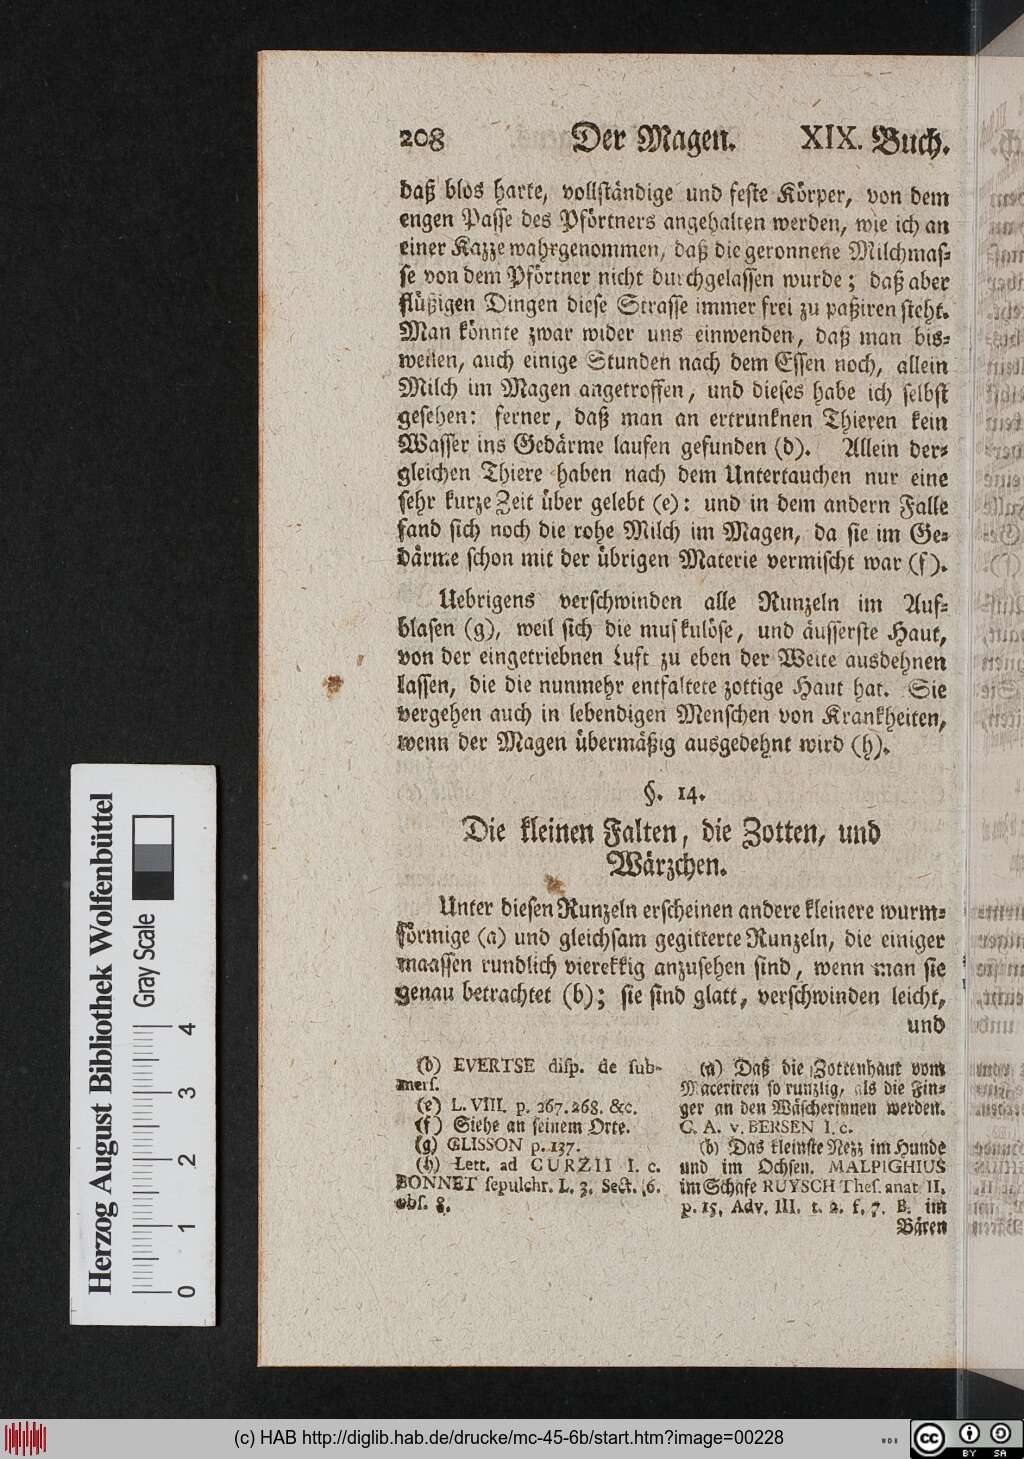 208 Der Magen. XIX. Buch.
daß blos harte, vollſtändige und feſte Körper, von dem
engen Paſſe des Pförtners angehalten werden, wie ich an
einer Kazze wahrgenommen, daß die geronnene Milchmaſ-
ſe von dem Pförtner nicht durchgelaſſen wurde; daß aber
flüßigen Dingen dieſe Straſſe immer frei zu paßiren ſteht.
Man könnte zwar wider uns einwenden, daß man bis-
weilen, auch einige Stunden nach dem Eſſen noch, allein
Milch im Magen angetroffen, und dieſes habe ich ſelbſt
geſehen: ferner, daß man an ertrunknen Thieren kein
Waſſer ins Gedärme laufen gefunden (d). Allein der-
gleichen Thiere haben nach dem Untertauchen nur eine
ſehr kurze Zeit über gelebt (e): und in dem andern Falle
fand ſich noch die rohe Milch im Magen, da ſie im Ge-
därme ſchon mit der übrigen Materie vermiſcht war (f).
Uebrigens verſchwinden alle Runzeln im Auf-
blaſen (g), weil ſich die muskulöſe, und äuſſerſte Haut,
von der eingetriebnen Luft zu eben der Weite ausdehnen
laſſen, die die nunmehr entfaltete zottige Haut hat. Sie
vergehen auch in lebendigen Menſchen von Krankheiten,
wenn der Magen übermäßig ausgedehnt wird (h).
§. 14.
Die kleinen Falten, die Zotten, und
Wärzchen.
Unter dieſen Runzeln erſcheinen andere kleinere wurm-
förmige (a) und gleichſam gegitterte Runzeln, die einiger
maaſſen rundlich vierekkig anzuſehen ſind, wenn man ſie
genau betrachtet (b); ſie ſind glatt, verſchwinden leicht,
und
(d) EVERTSE diſp. de ſub-
merſ.
(e) L. VIII. p. 267. 268. &c.
(f) Siehe an ſeinem Orte.
(g) GLISSON p. 137.
(h) Lett. ad CURZII I. c.
BONNET ſepulchr. L. 3. Sect. 6.
obſ. 8.
(a) Daß die Zottenhaut vom
Maceriren ſo runzlig, als die Fin-
ger an den Wäſcherinnen werden.
C. A. v. BERSEN I. c.
(b) Das kleinſte Nezz im Hunde
und im Ochſen. MALPIGHIUS
im Schafe RUYSCH Theſ. anat II.
p. 15, Adv. III. t. 2. f. 7. B. im
Bären
Herzog August Bibliothek Wolfenbüttel
Gray Scale
0 1 2 3 4
(c) HAB http://diglib.hab.de/drucke/mc-45-6b/start.htm?image=00228
WDB
cc BY SA